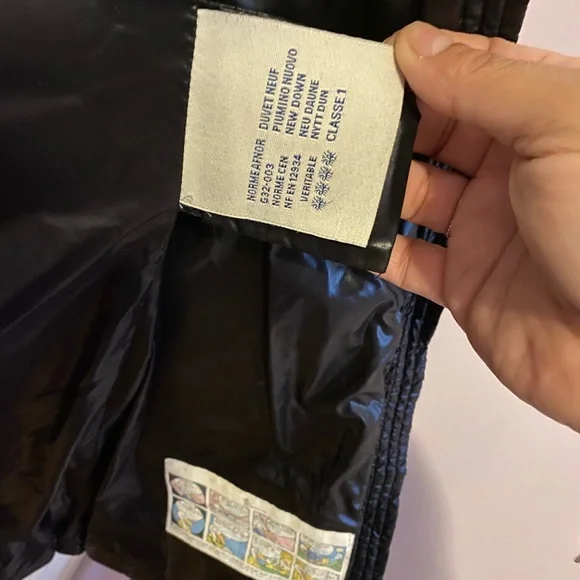 NORME AFNOR
G32-003
NORME CEN
NF EN 12934
VERITABLE
DUVET NEUF
PIUMINO NUOVO
NEW DOWN
NEU DAUNE
NYTT DUN
CLASSE 1